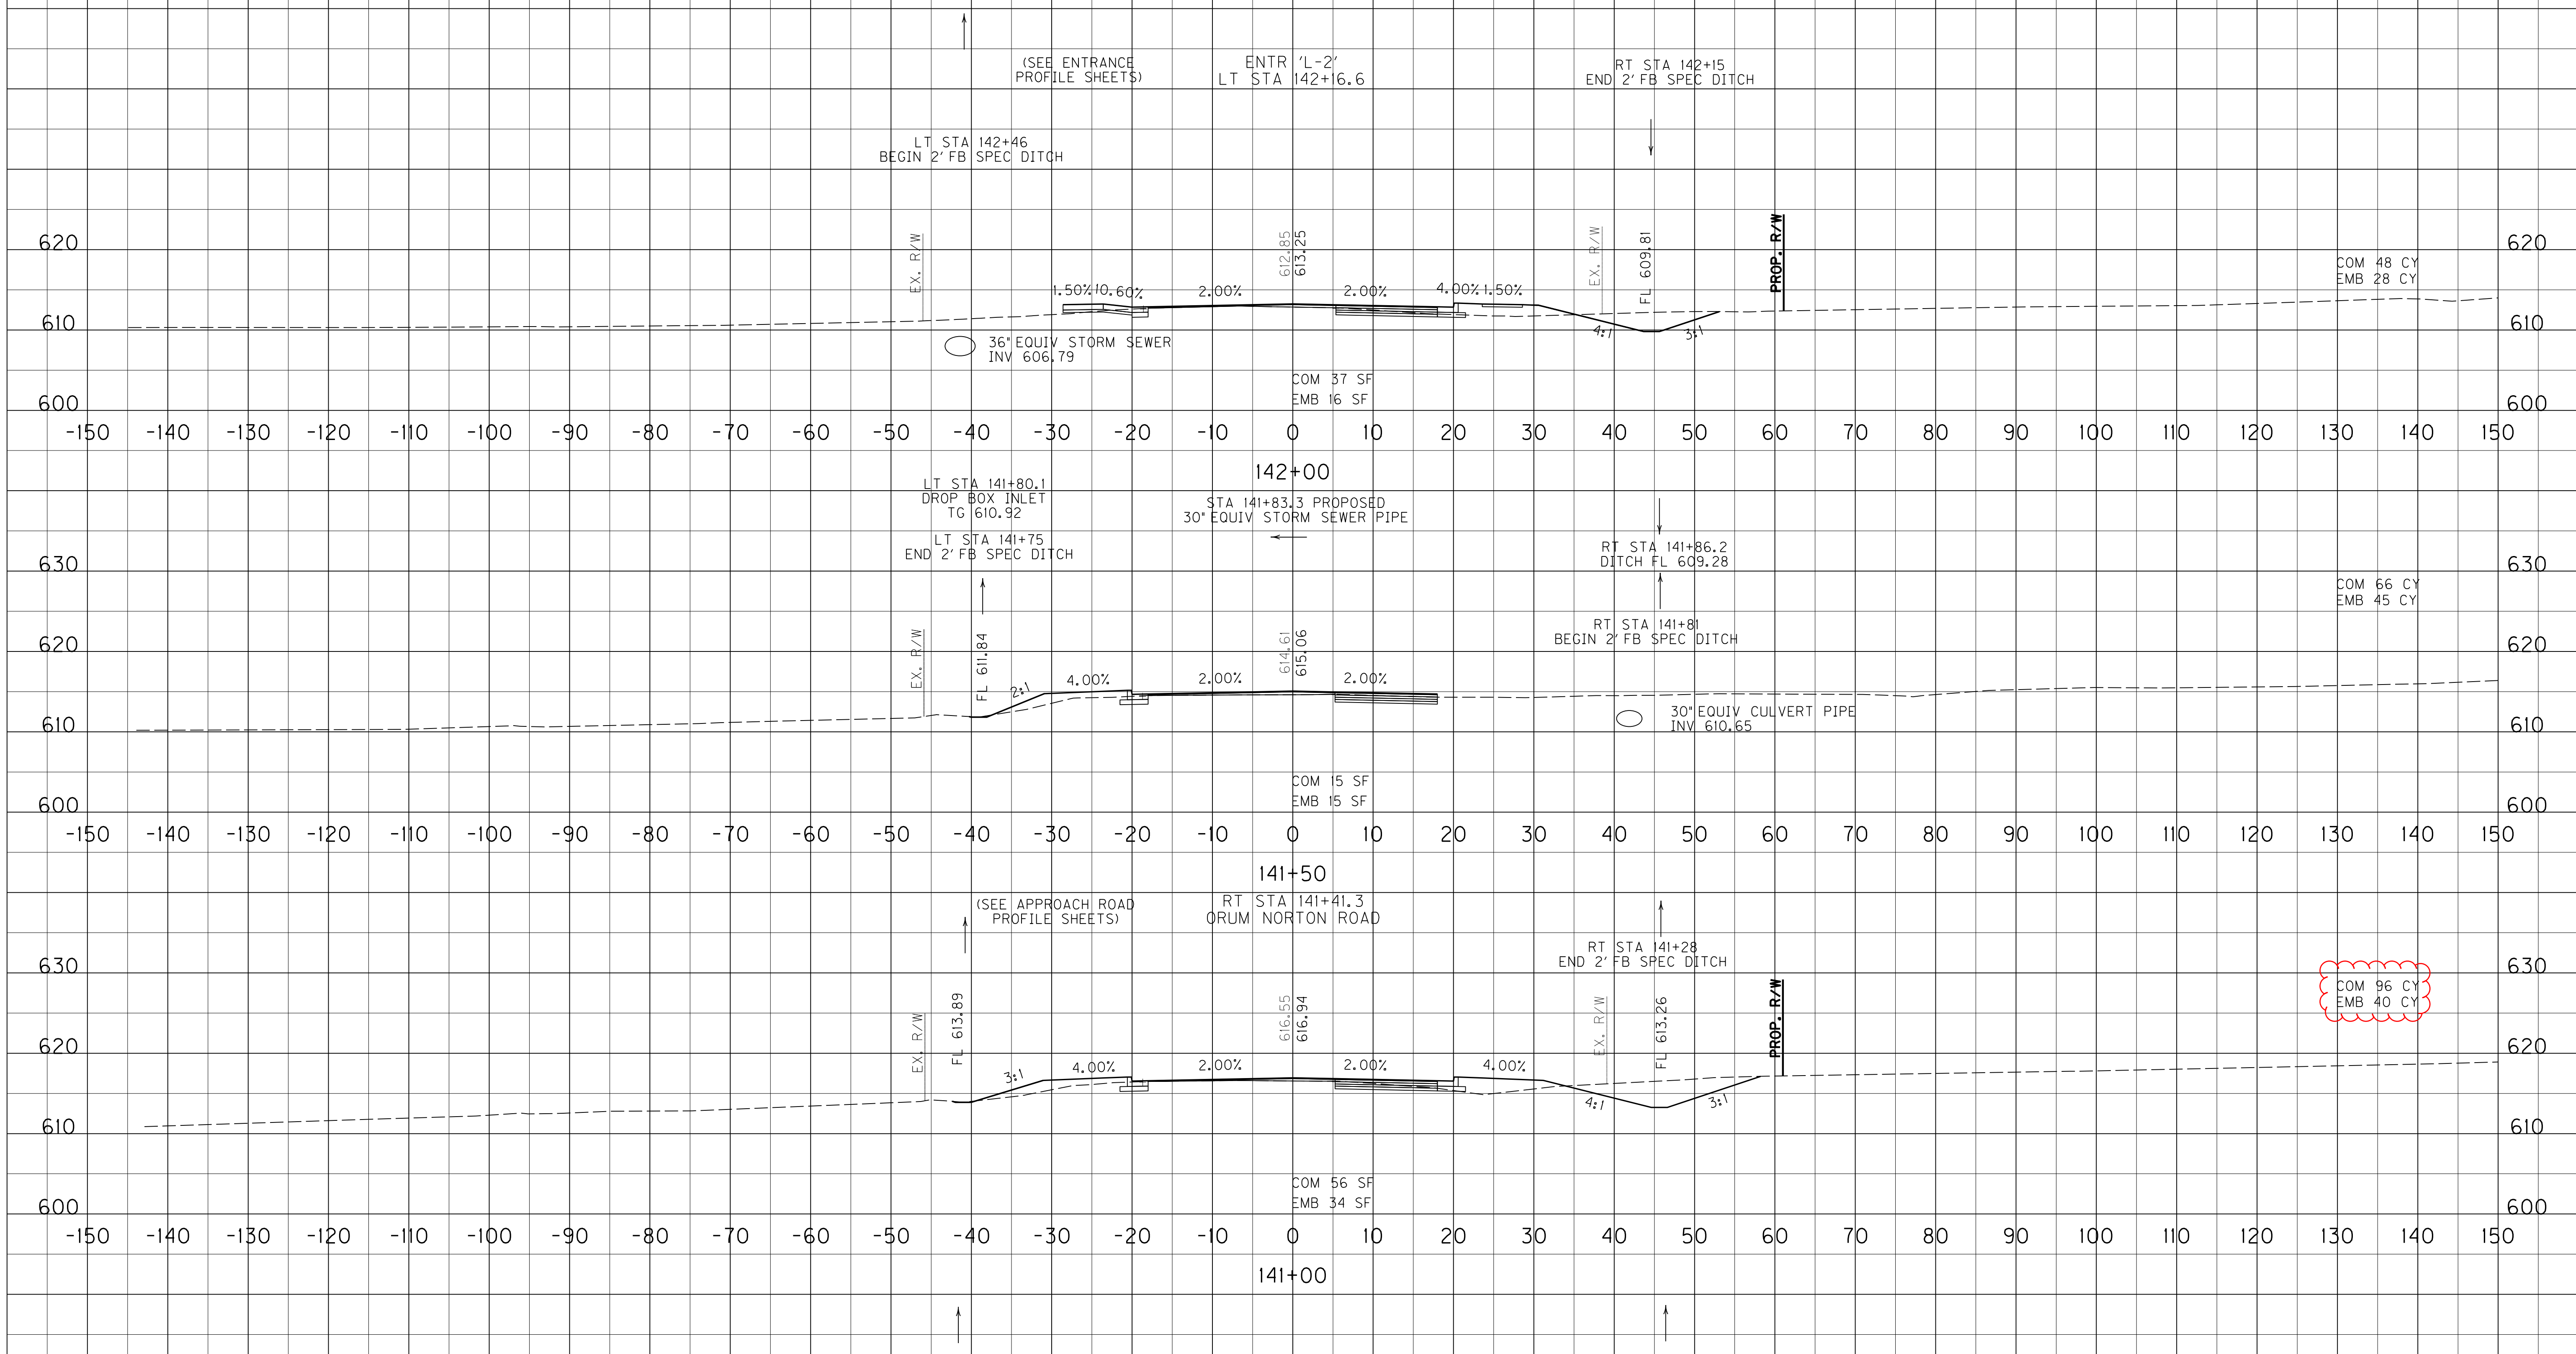 (SEE ENTRANCE
PROFILE SHEETS)
ENTR 'L-2'
LT STA 142+16.6
RT STA 142+15
END 2' FB SPEC DITCH
LT STA 142+46
BEGIN 2' FB SPEC DITCH
EX. R/W
612.85
613.25
EX. R/W
FL 609.81
PROP. R/W
620
620
COM 48 CY
EMB 28 CY
1.50%
10.60%
2.00%
2.00%
4.00%
1.50%
610
4:1
3:1
610
36" EQUIV STORM SEWER
INV 606.79
COM 37 SF
EMB 16 SF
600
600
-150 -140 -130 -120 -110 -100 -90 -80 -70 -60 -50 -40 -30 -20 -10 0 10 20 30 40 50 60 70 80 90 100 110 120 130 140 150
142+00
LT STA 141+80.1
DROP BOX INLET
TG 610.92
STA 141+83.3 PROPOSED
30" EQUIV STORM SEWER PIPE
LT STA 141+75
END 2' FB SPEC DITCH
RT STA 141+86.2
DITCH FL 609.28
630
630
COM 66 CY
EMB 45 CY
RT STA 141+81
BEGIN 2' FB SPEC DITCH
EX. R/W
FL 611.84
614.61
615.06
620
620
2:1
4.00%
2.00%
2.00%
30" EQUIV CULVERT PIPE
INV 610.65
610
610
COM 15 SF
EMB 15 SF
600
600
-150 -140 -130 -120 -110 -100 -90 -80 -70 -60 -50 -40 -30 -20 -10 0 10 20 30 40 50 60 70 80 90 100 110 120 130 140 150
141+50
(SEE APPROACH ROAD
PROFILE SHEETS)
RT STA 141+41.3
ORUM NORTON ROAD
RT STA 141+28
END 2' FB SPEC DITCH
630
630
COM 96 CY
EMB 40 CY
EX. R/W
FL 613.89
616.55
616.94
EX. R/W
FL 613.26
PROP. R/W
620
620
3:1
4.00%
2.00%
2.00%
4.00%
4:1
3:1
610
610
COM 56 SF
EMB 34 SF
600
600
-150 -140 -130 -120 -110 -100 -90 -80 -70 -60 -50 -40 -30 -20 -10 0 10 20 30 40 50 60 70 80 90 100 110 120 130 140 150
141+00